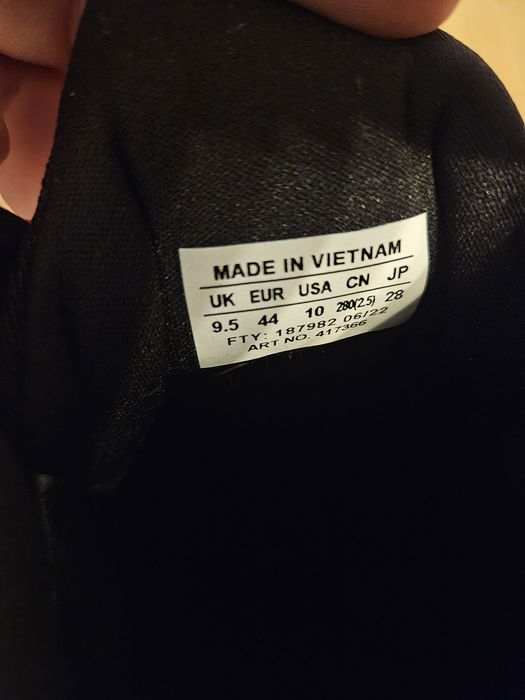 MADE IN VIETNAM
UK EUR USA CN JP
9.5 44 10 280(2.5) 28
FTY: 187982 06/22
ART NO. 417366